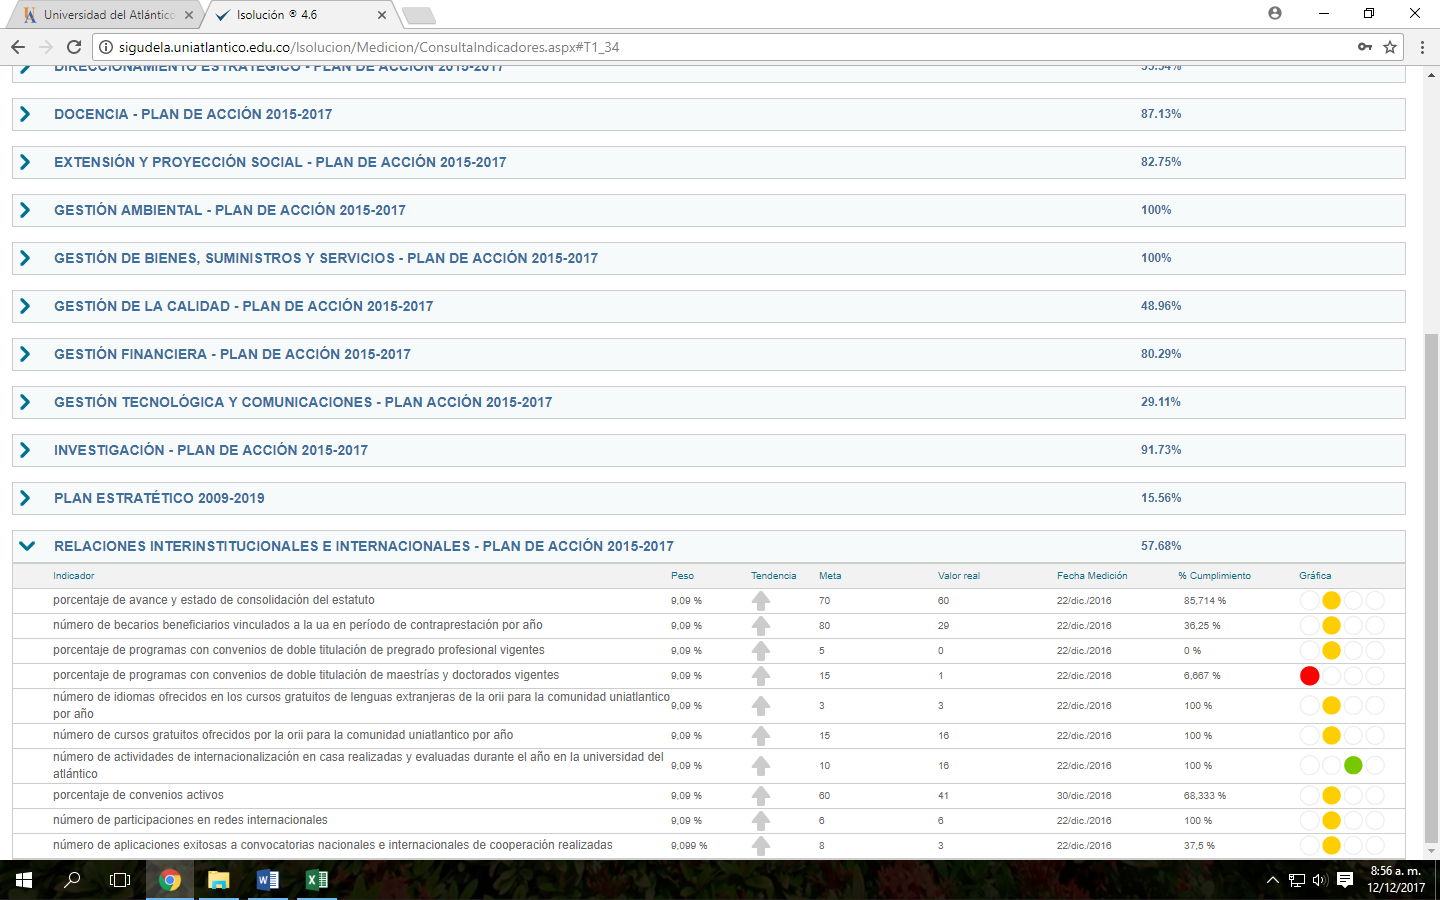 Universidad del Atlántico
Isolución ® 4.6
sigudela.uniatlantico.edu.co/Isolucion/Medicion/ConsultaIndicadores.aspx#T1_34
DIRECCIONAMIENTO ESTRATÉGICO - PLAN DE ACCIÓN 2015-2017
DOCENCIA - PLAN DE ACCIÓN 2015-2017 87.13%
EXTENSIÓN Y PROYECCIÓN SOCIAL - PLAN DE ACCIÓN 2015-2017 82.75%
GESTIÓN AMBIENTAL - PLAN DE ACCIÓN 2015-2017 100%
GESTIÓN DE BIENES, SUMINISTROS Y SERVICIOS - PLAN DE ACCIÓN 2015-2017 100%
GESTIÓN DE LA CALIDAD - PLAN DE ACCIÓN 2015-2017 48.96%
GESTIÓN FINANCIERA - PLAN DE ACCIÓN 2015-2017 80.29%
GESTIÓN TECNOLÓGICA Y COMUNICACIONES - PLAN ACCIÓN 2015-2017 29.11%
INVESTIGACIÓN - PLAN DE ACCIÓN 2015-2017 91.73%
PLAN ESTRATÉTICO 2009-2019 15.56%
RELACIONES INTERINSTITUCIONALES E INTERNACIONALES - PLAN DE ACCIÓN 2015-2017 57.68%
Indicador Peso Tendencia Meta Valor real Fecha Medición % Cumplimiento Gráfica
porcentaje de avance y estado de consolidación del estatuto 9,09 % 70 60 22/dic./2016 85,714 %
número de becarios beneficiarios vinculados a la ua en período de contraprestación por año 9,09 % 80 29 22/dic./2016 36,25 %
porcentaje de programas con convenios de doble titulación de pregrado profesional vigentes 9,09 % 5 0 22/dic./2016 0 %
porcentaje de programas con convenios de doble titulación de maestrías y doctorados vigentes 9,09 % 15 1 22/dic./2016 6,667 %
número de idiomas ofrecidos en los cursos gratuitos de lenguas extranjeras de la orii para la comunidad uniatlantico
por año 9,09 % 3 3 22/dic./2016 100 %
número de cursos gratuitos ofrecidos por la orii para la comunidad uniatlantico por año 9,09 % 15 16 22/dic./2016 100 %
número de actividades de internacionalización en casa realizadas y evaluadas durante el año en la universidad del
atlántico 9,09 % 10 16 22/dic./2016 100 %
porcentaje de convenios activos 9,09 % 60 41 30/dic./2016 68,333 %
número de participaciones en redes internacionales 9,09 % 6 6 22/dic./2016 100 %
número de aplicaciones exitosas a convocatorias nacionales e internacionales de cooperación realizadas 9,099 % 8 3 22/dic./2016 37,5 %
8:56 a. m.
12/12/2017